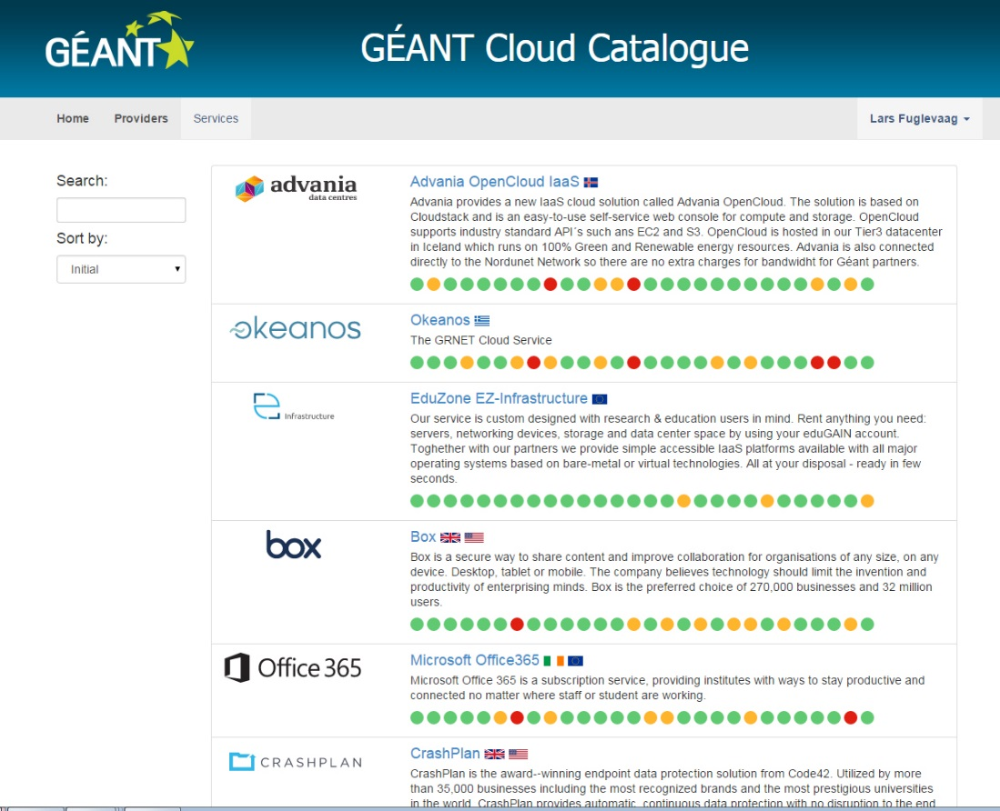 GÉANT
GÉANT Cloud Catalogue
Home
Providers
Services
Lars Fuglevaag
Search:
Sort by:
Initial
advania
data centres
Advania OpenCloud IaaS
Advania provides a new IaaS cloud solution called Advania OpenCloud. The solution is based on
Cloudstack and is an easy-to-use self-service web console for compute and storage. OpenCloud
supports industry standard API´s such ans EC2 and S3. OpenCloud is hosted in our Tier3 datacenter
in Iceland which runs on 100% Green and Renewable energy resources. Advania is also connected
directly to the Nordunet Network so there are no extra charges for bandwidht for Géant partners.
okeanos
Okeanos
The GRNET Cloud Service
Infrastructure
EduZone EZ-Infrastructure
Our service is custom designed with research & education users in mind. Rent anything you need:
servers, networking devices, storage and data center space by using your eduGAIN account.
Toghether with our partners we provide simple accessible IaaS platforms available with all major
operating systems based on bare-metal or virtual technologies. All at your disposal - ready in few
seconds.
box
Box
Box is a secure way to share content and improve collaboration for organisations of any size, on any
device. Desktop, tablet or mobile. The company believes technology should limit the invention and
productivity of enterprising minds. Box is the preferred choice of 270,000 businesses and 32 million
users.
Office 365
Microsoft Office365
Microsoft Office 365 is a subscription service, providing institutes with ways to stay productive and
connected no matter where staff or student are working.
CRASHPLAN
CrashPlan
CrashPlan is the award--winning endpoint data protection solution from Code42. Utilized by more
than 35,000 businesses including the most recognized brands and the most prestigious universities
in the world, CrashPlan provides automatic, continuous data protection with no disruption to the end